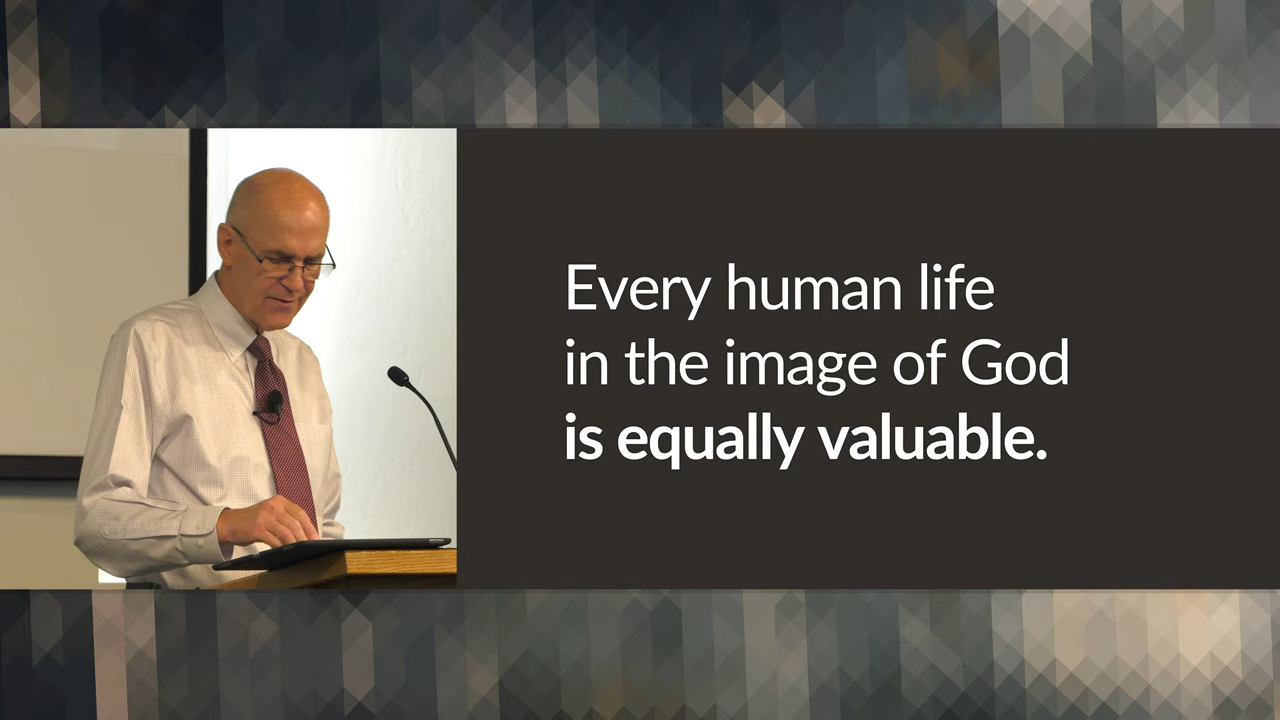 Every human life
in the image of God
is equally valuable.